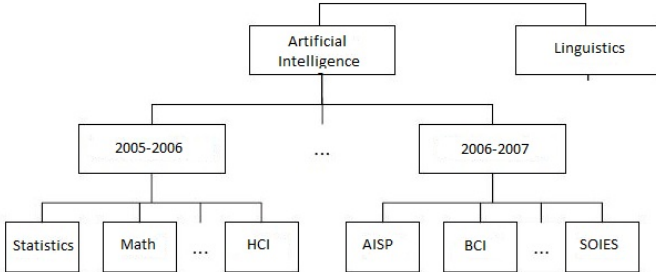 Artificial
Intelligence
Linguistics
2005-2006
...
2006-2007
Statistics
Math
...
HCI
AISP
BCI
...
SOIES